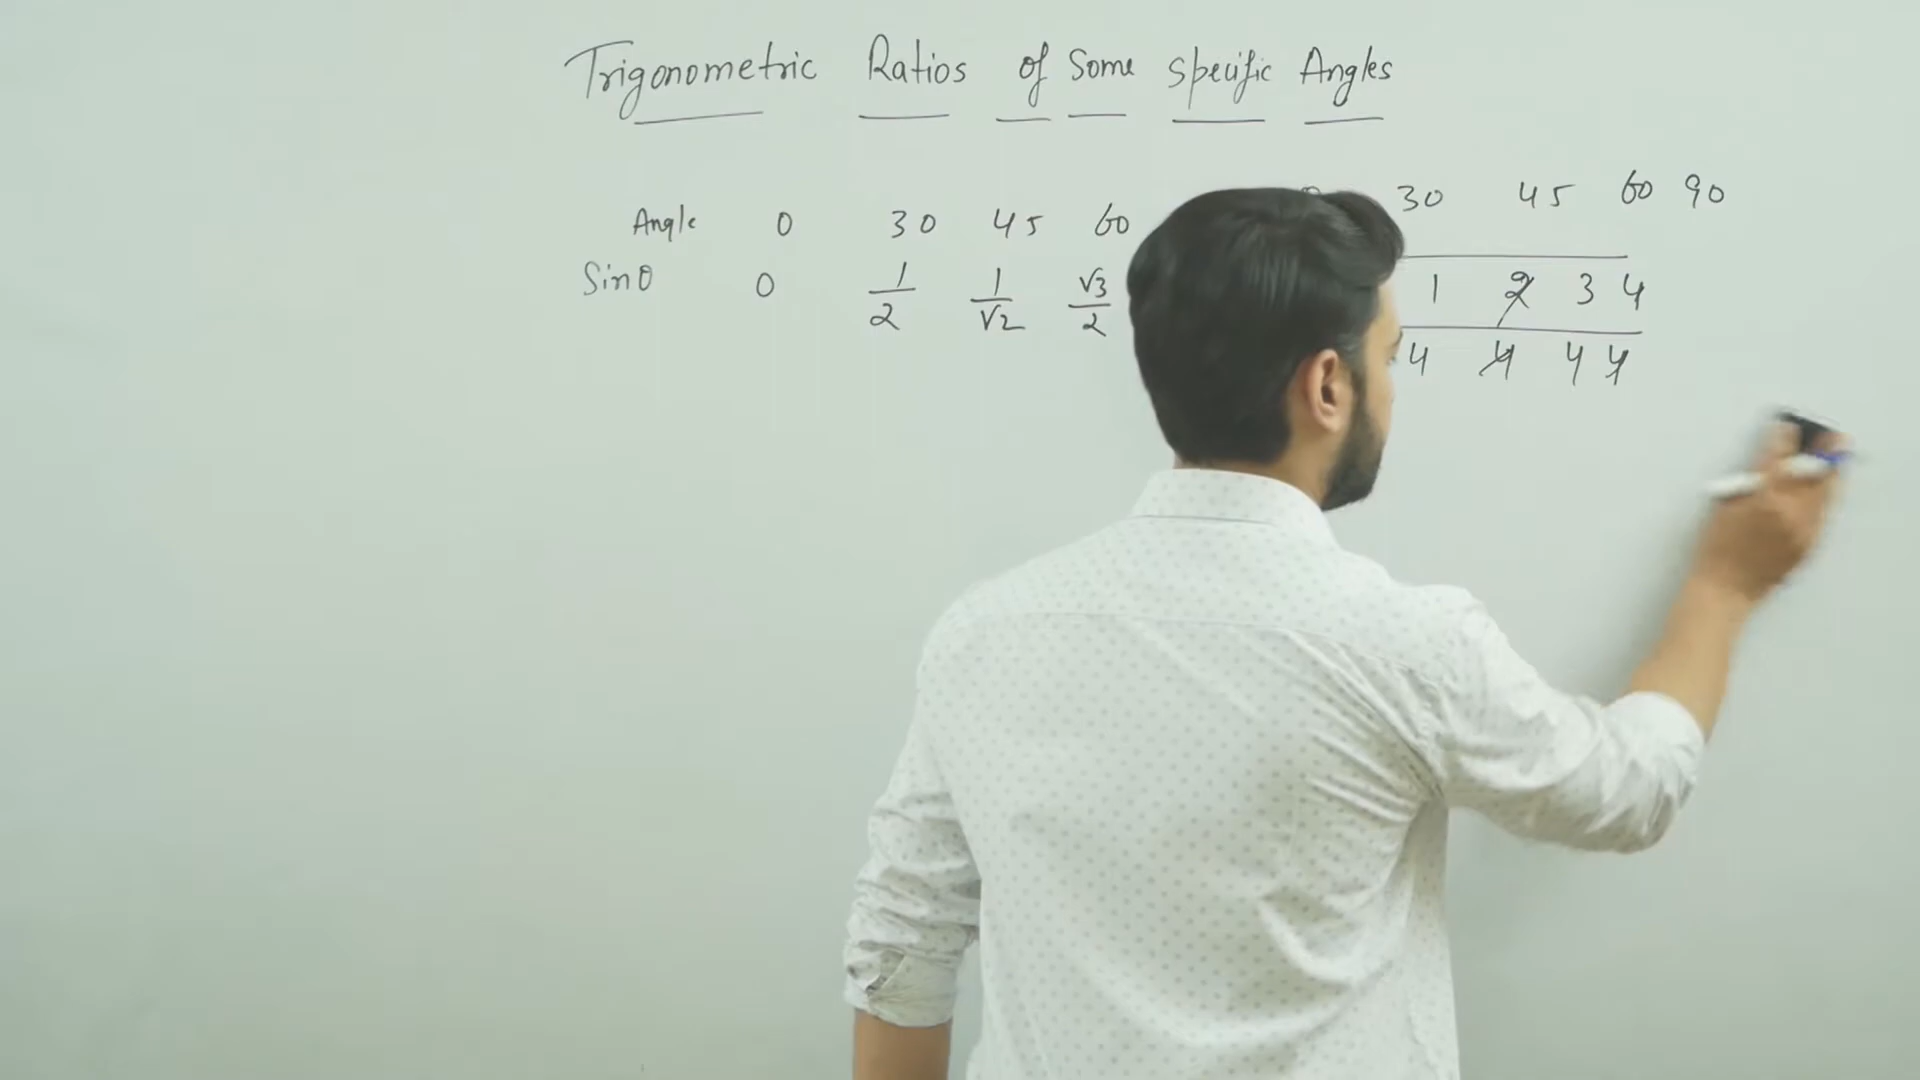 Trigonometric Ratios of Some Specific Angles
Angle 0 30 45 60
Sinθ 0 1/2 1/√2 √3/2
30 45 60 90
1 2 3 4
4 4 4 4